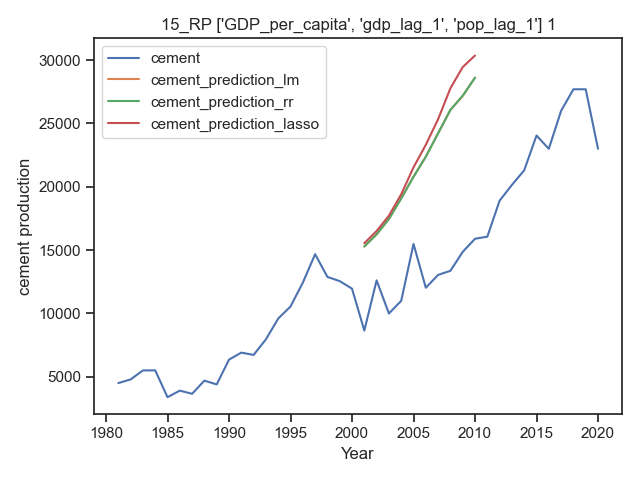 15_RP ['GDP_per_capita', 'gdp_lag_1', 'pop_lag_1'] 1
cement
cement_prediction_lm
cement_prediction_rr
cement_prediction_lasso
30000
25000
20000
15000
10000
5000
cement production
1980 1985 1990 1995 2000 2005 2010 2015 2020
Year